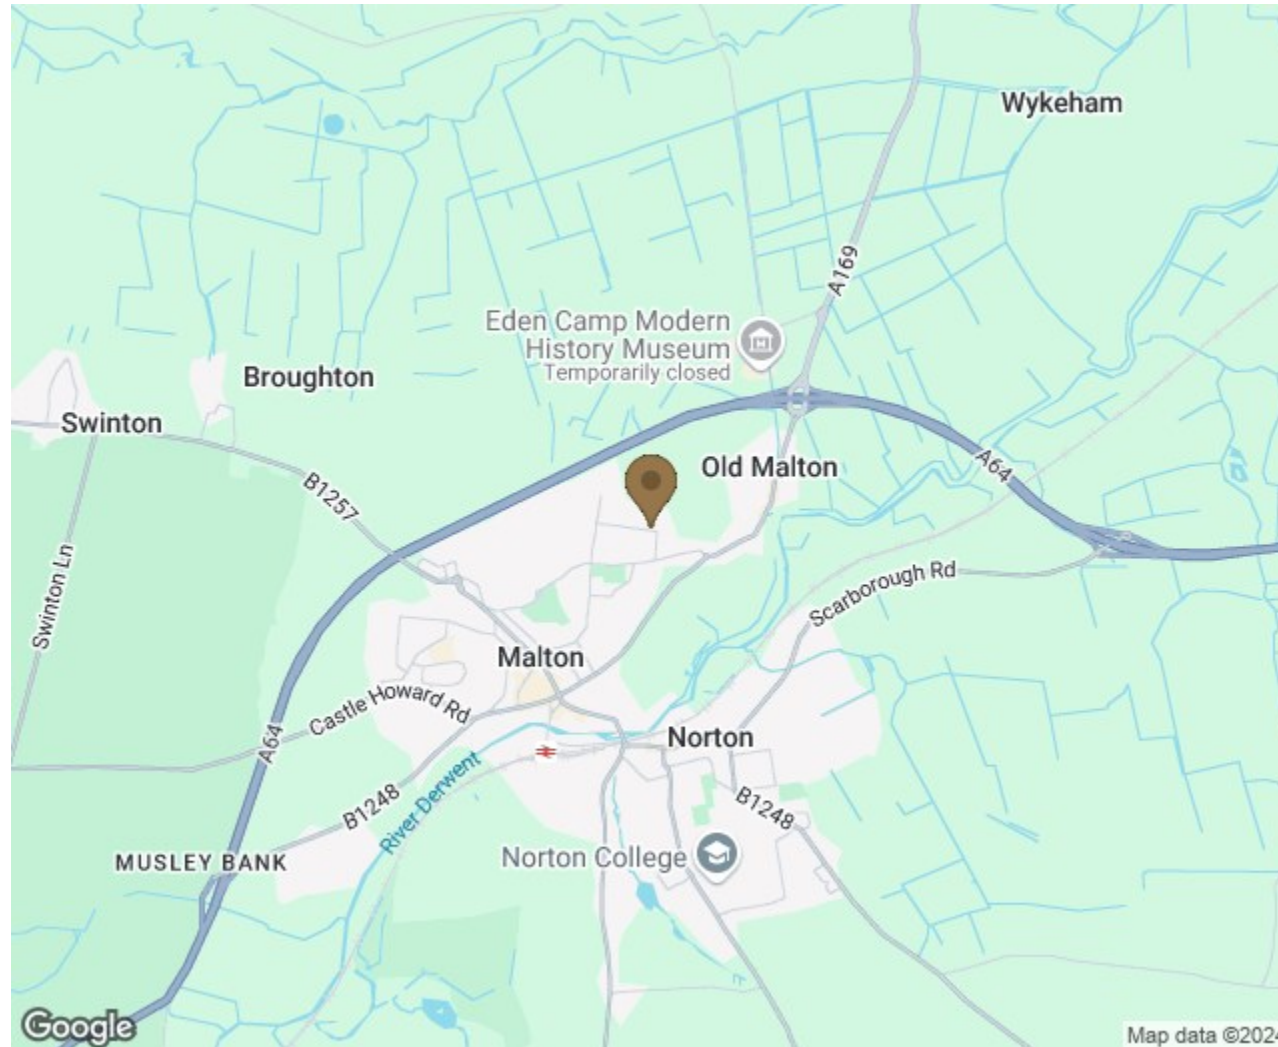 Wykeham
A169
Eden Camp Modern
History Museum
Temporarily closed
Broughton
Swinton
Old Malton
A64
B1257
Swinton Ln
Scarborough Rd
Malton
Castle Howard Rd
A64
Norton
River Derwent
B1248
B1248
MUSLEY BANK
Norton College
Google
Map data ©2024